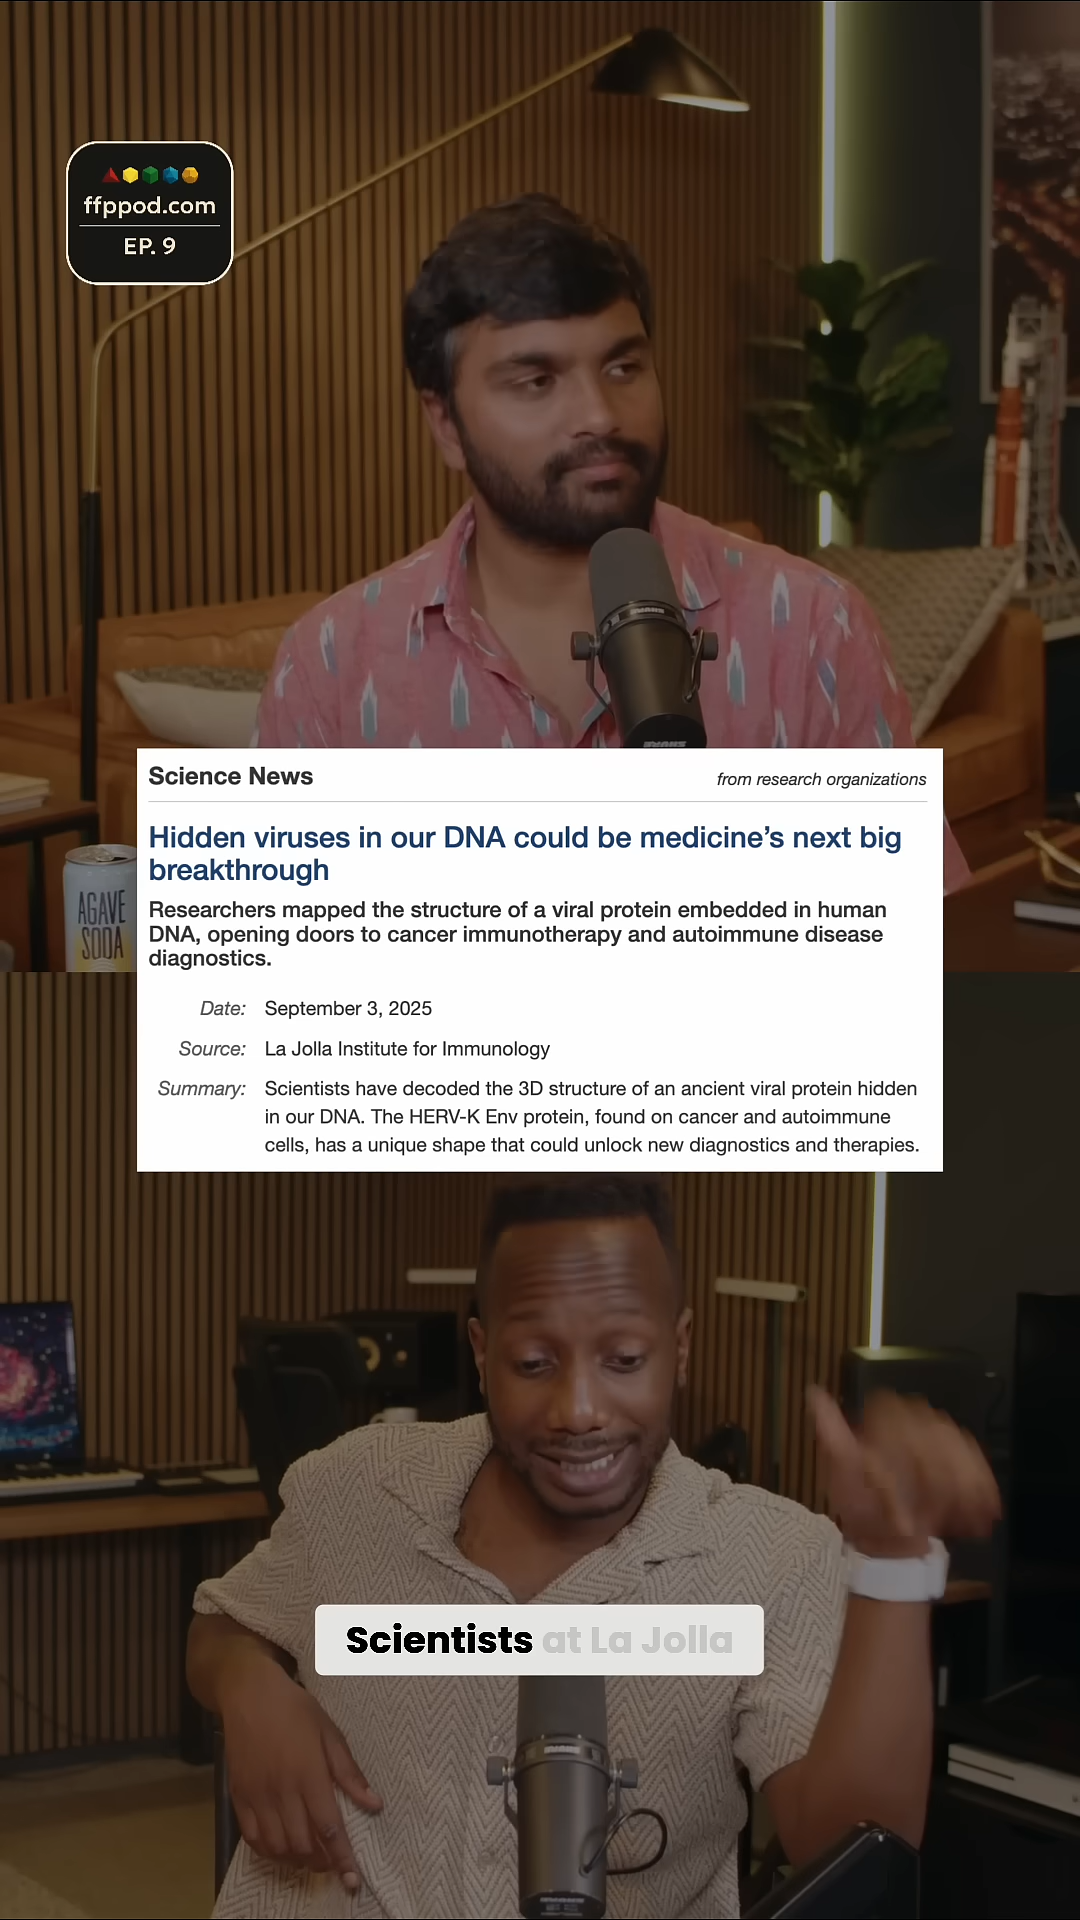 ffppod.com
EP. 9
Science News
from research organizations
Hidden viruses in our DNA could be medicine's next big
breakthrough
Researchers mapped the structure of a viral protein embedded in human
DNA, opening doors to cancer immunotherapy and autoimmune disease
diagnostics.
Date: September 3, 2025
Source: La Jolla Institute for Immunology
Summary: Scientists have decoded the 3D structure of an ancient viral protein hidden
in our DNA. The HERV-K Env protein, found on cancer and autoimmune
cells, has a unique shape that could unlock new diagnostics and therapies.
AGAVE
SODA
Scientists at La Jolla